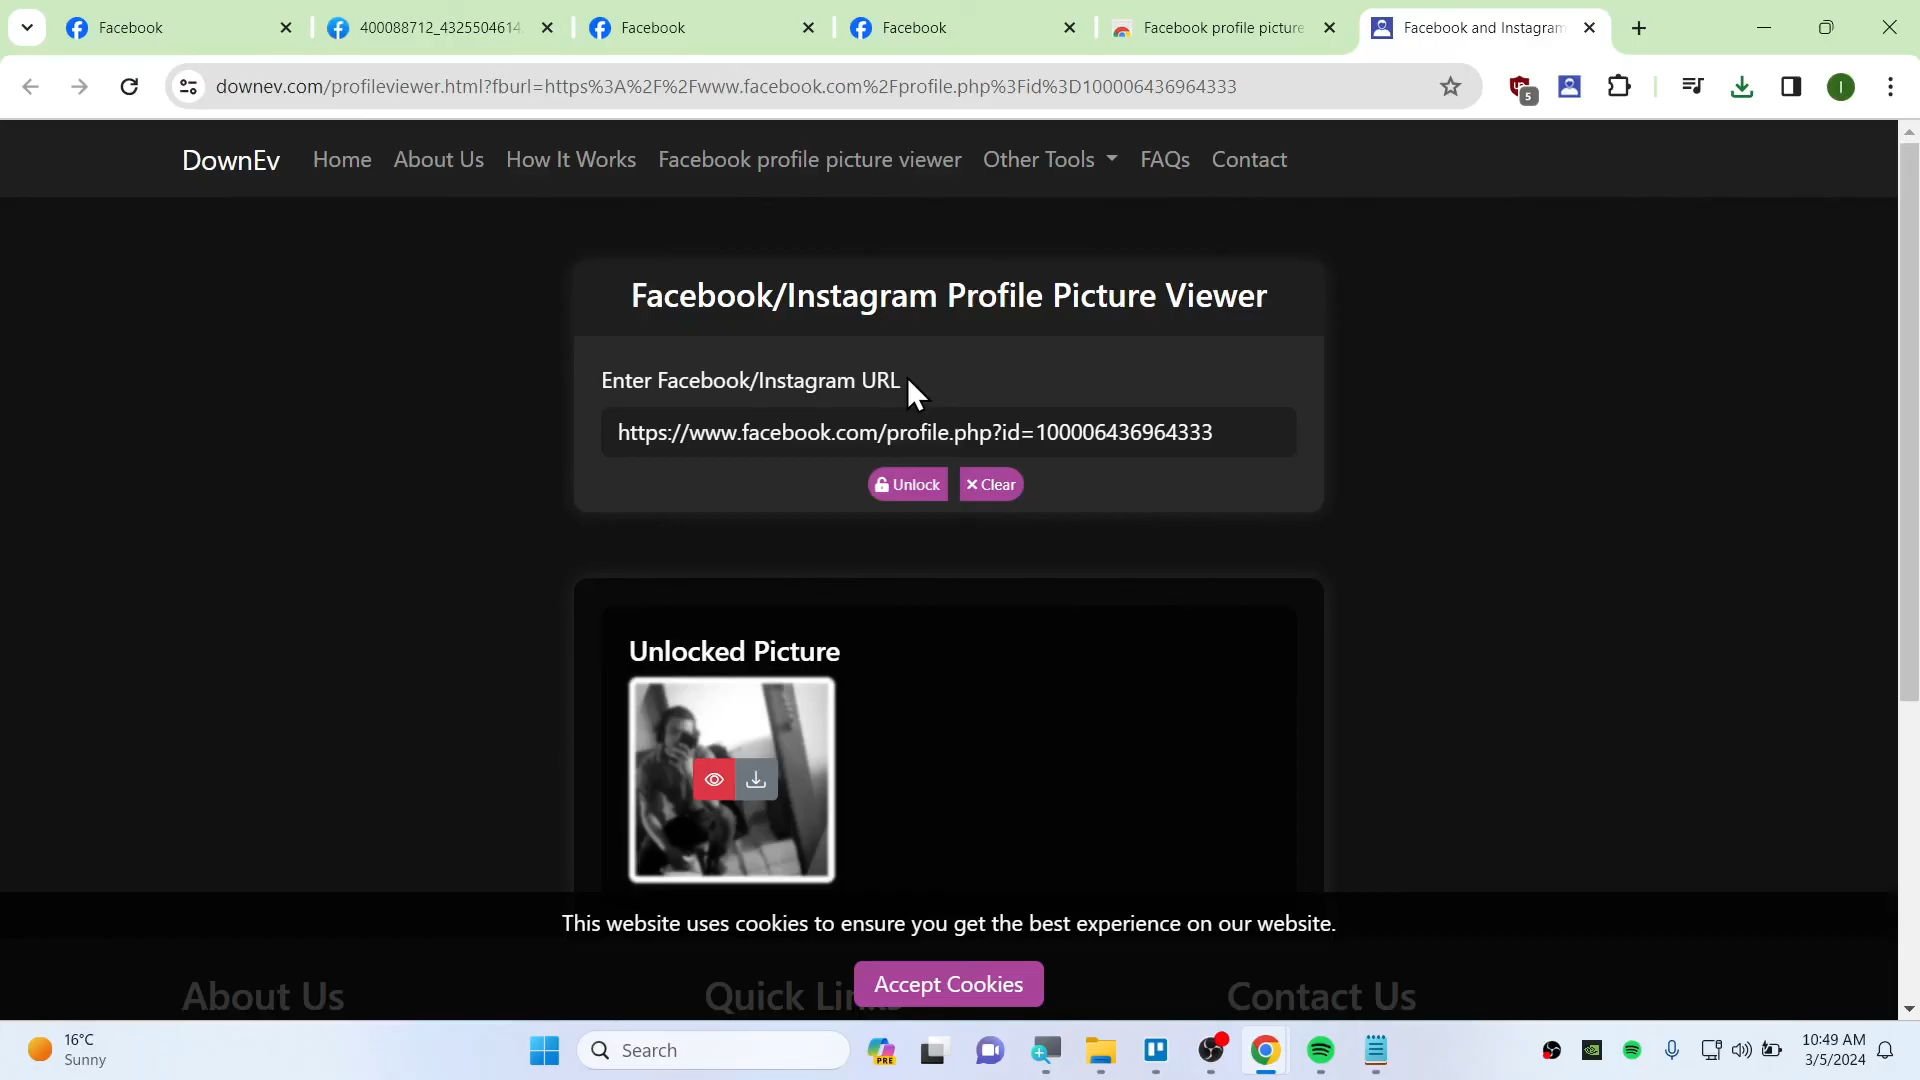 Facebook
400088712_4325504614
Facebook
Facebook
Facebook profile picture
Facebook and Instagram
downev.com/profileviewer.html?fburl=https%3A%2F%2Fwww.facebook.com%2Fprofile.php%3Fid%3D100006436964333
5
I
DownEv
Home
About Us
How It Works
Facebook profile picture viewer
Other Tools
FAQs
Contact
Facebook/Instagram Profile Picture Viewer
Enter Facebook/Instagram URL
https://www.facebook.com/profile.php?id=100006436964333
Unlock
Clear
Unlocked Picture
This website uses cookies to ensure you get the best experience on our website.
Accept Cookies
About Us
Quick
Contact Us
16°C
Sunny
Search
PRE
10:49 AM
3/5/2024